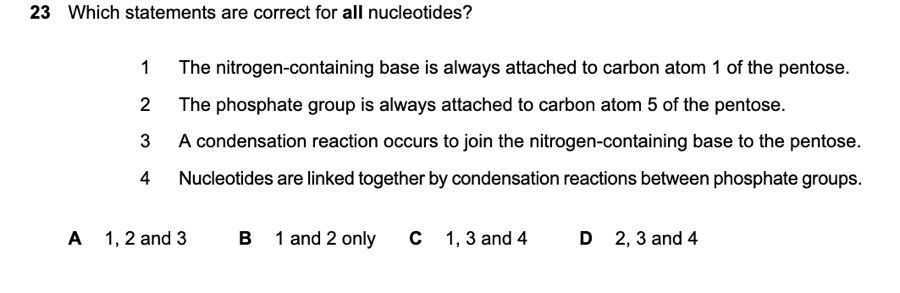 23 Which statements are correct for all nucleotides?
1 The nitrogen-containing base is always attached to carbon atom 1 of the pentose.
2 The phosphate group is always attached to carbon atom 5 of the pentose.
3 A condensation reaction occurs to join the nitrogen-containing base to the pentose.
4 Nucleotides are linked together by condensation reactions between phosphate groups.
A 1, 2 and 3 B 1 and 2 only C 1, 3 and 4 D 2, 3 and 4